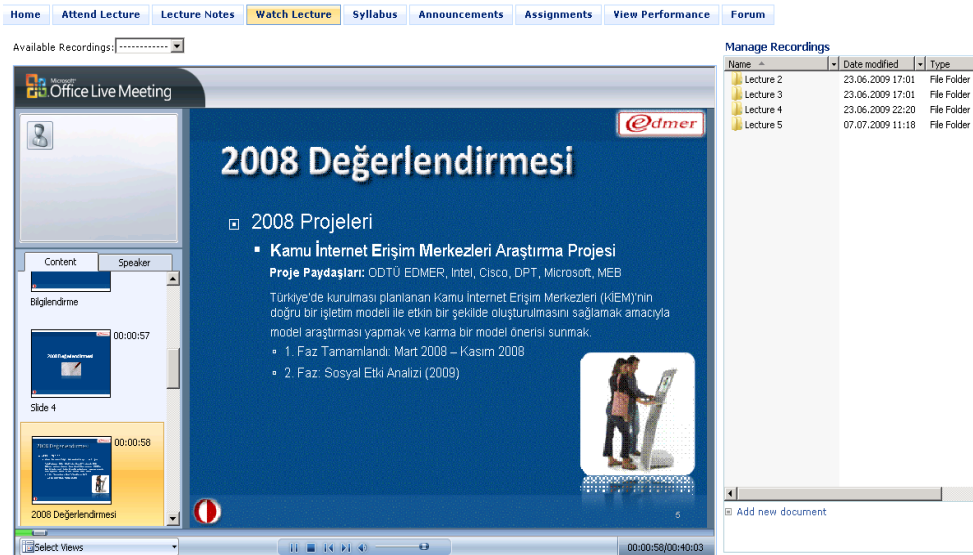 Home Attend Lecture Lecture Notes Watch Lecture Syllabus Announcements Assignments View Performance Forum
Available Recordings: ------------
Microsoft
Office Live Meeting
Content Speaker
Bilgilendirme
00:00:57
2008 Değerlendirmesi
Slide 4
00:00:58
2008 Değerlendirmesi
2008 Değerlendirmesi
Select Views
edmer
2008 Değerlendirmesi
2008 Projeleri
Kamu İnternet Erişim Merkezleri Araştırma Projesi
Proje Paydaşları: ODTÜ EDMER, Intel, Cisco, DPT, Microsoft, MEB
Türkiye'de kurulması planlanan Kamu İnternet Erişim Merkezleri (KİEM)'nin
doğru bir işletim modeli ile etkin bir şekilde oluşturulmasını sağlamak amacıyla
model araştırması yapmak ve karma bir model önerisi sunmak.
1. Faz Tamamlandı: Mart 2008 – Kasım 2008
2. Faz: Sosyal Etki Analizi (2009)
5
00:00:58/00:40:03
Manage Recordings
Name Date modified Type
Lecture 2 23.06.2009 17:01 File Folder
Lecture 3 23.06.2009 17:01 File Folder
Lecture 4 23.06.2009 22:20 File Folder
Lecture 5 07.07.2009 11:18 File Folder
Add new document